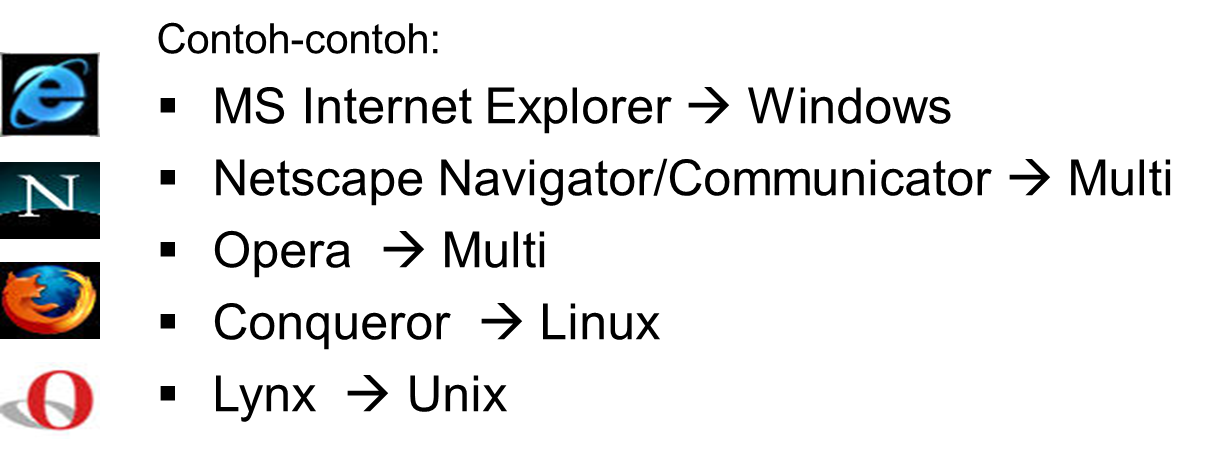 Contoh-contoh:
▪ MS Internet Explorer → Windows
▪ Netscape Navigator/Communicator → Multi
▪ Opera → Multi
▪ Conqueror → Linux
▪ Lynx → Unix
N